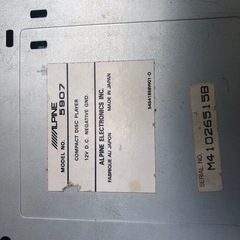 ALPINE
MODEL NO. 5907
COMPACT DISC PLAYER
12V D.C. NEGATIVE GND.
ALPINE ELECTRONICS INC.
MADE IN JAPAN
FABRIQUE AU JAPON
SERIAL NO.
M41026515B